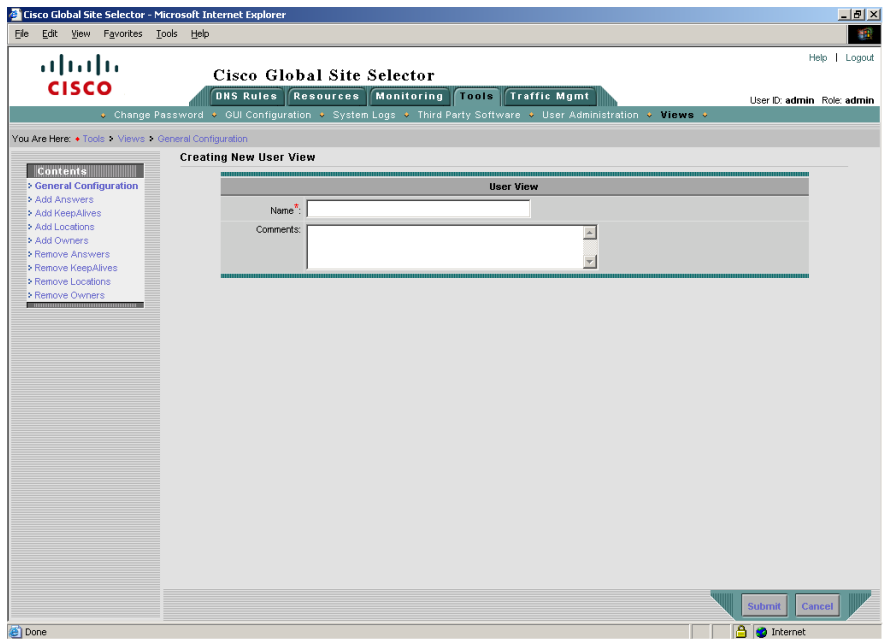 Cisco Global Site Selector - Microsoft Internet Explorer
File Edit View Favorites Tools Help
Help | Logout
CISCO
Cisco Global Site Selector
DNS Rules Resources Monitoring Tools Traffic Mgmt
User ID: admin Role: admin
Change Password GUI Configuration System Logs Third Party Software User Administration Views
You Are Here: Tools > Views > General Configuration
Creating New User View
Contents
> General Configuration
> Add Answers
> Add KeepAlives
> Add Locations
> Add Owners
> Remove Answers
> Remove KeepAlives
> Remove Locations
> Remove Owners
User View
Name*:
Comments:
Submit Cancel
Done
Internet